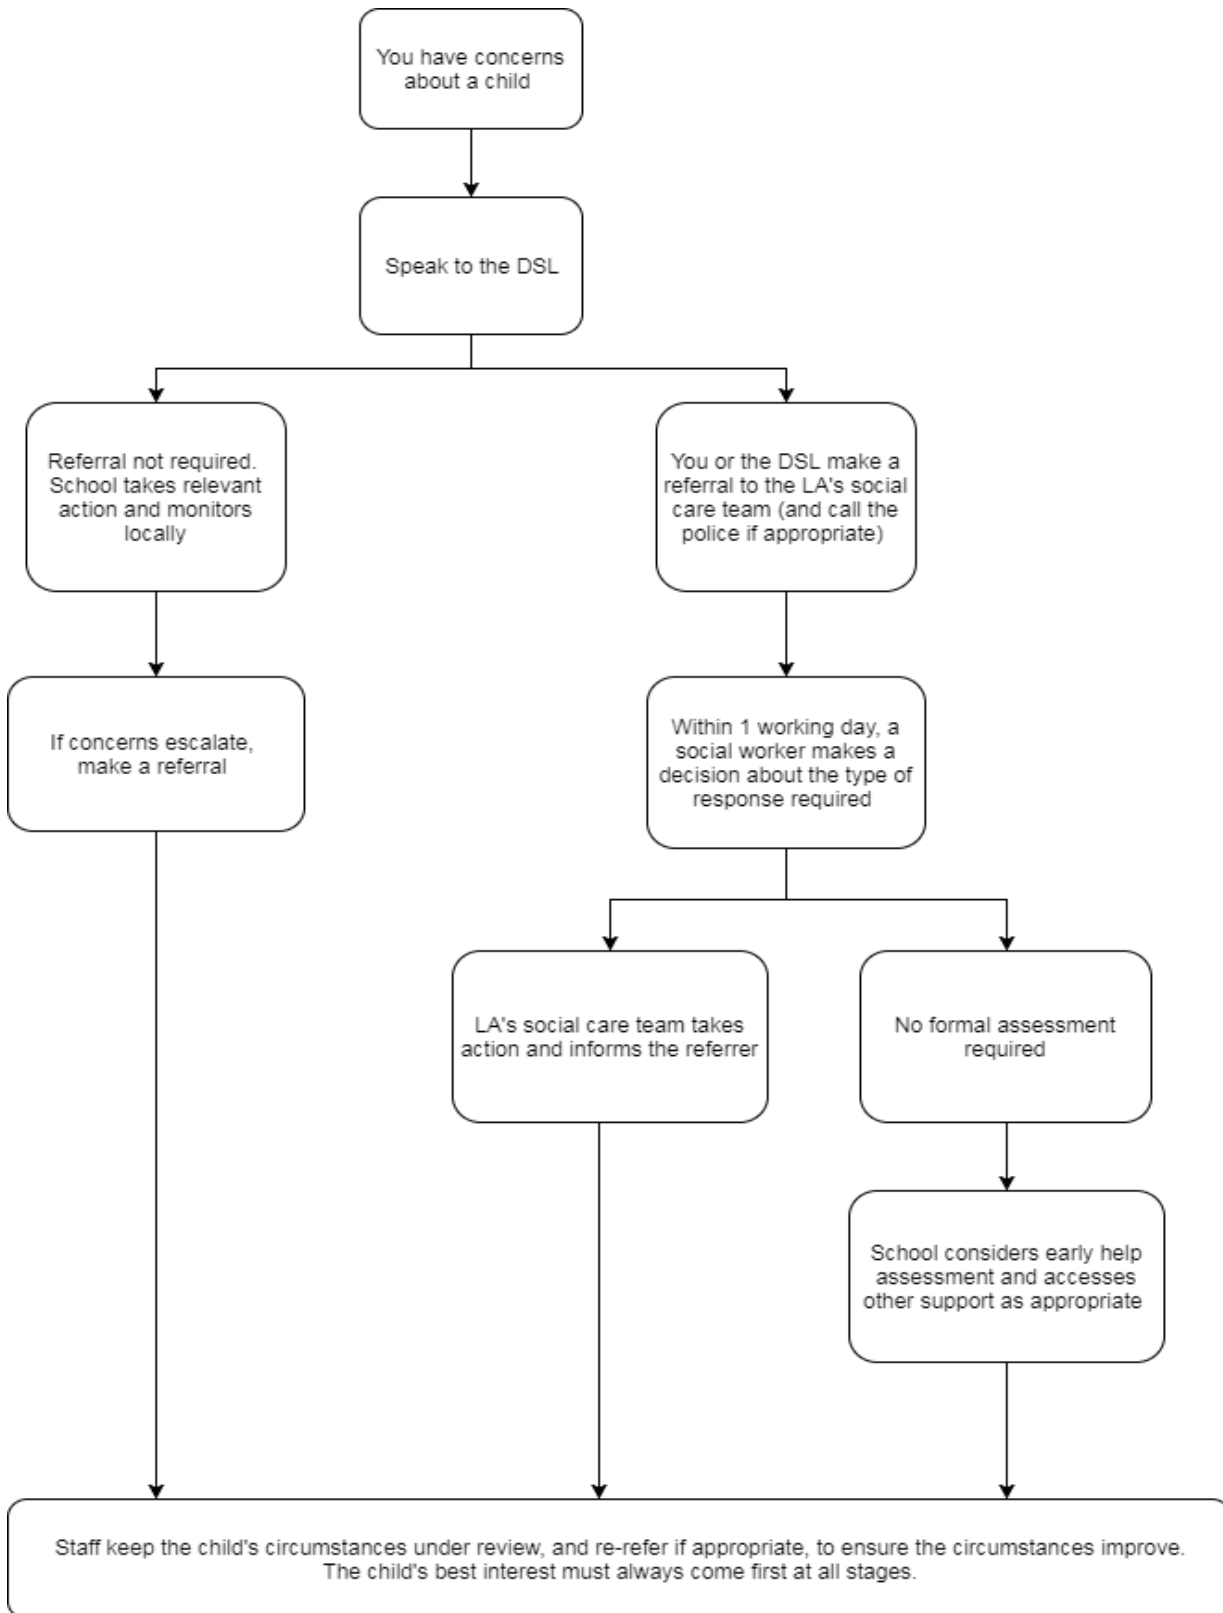 You have concerns
about a child
Speak to the DSL
Referral not required.
School takes relevant
action and monitors
locally
You or the DSL make a
referral to the LA's social
care team (and call the
police if appropriate)
If concerns escalate,
make a referral
Within 1 working day, a
social worker makes a
decision about the type of
response required
LA's social care team takes
action and informs the referrer
No formal assessment
required
School considers early help
assessment and accesses
other support as appropriate
Staff keep the child's circumstances under review, and re-refer if appropriate, to ensure the circumstances improve.
The child's best interest must always come first at all stages.